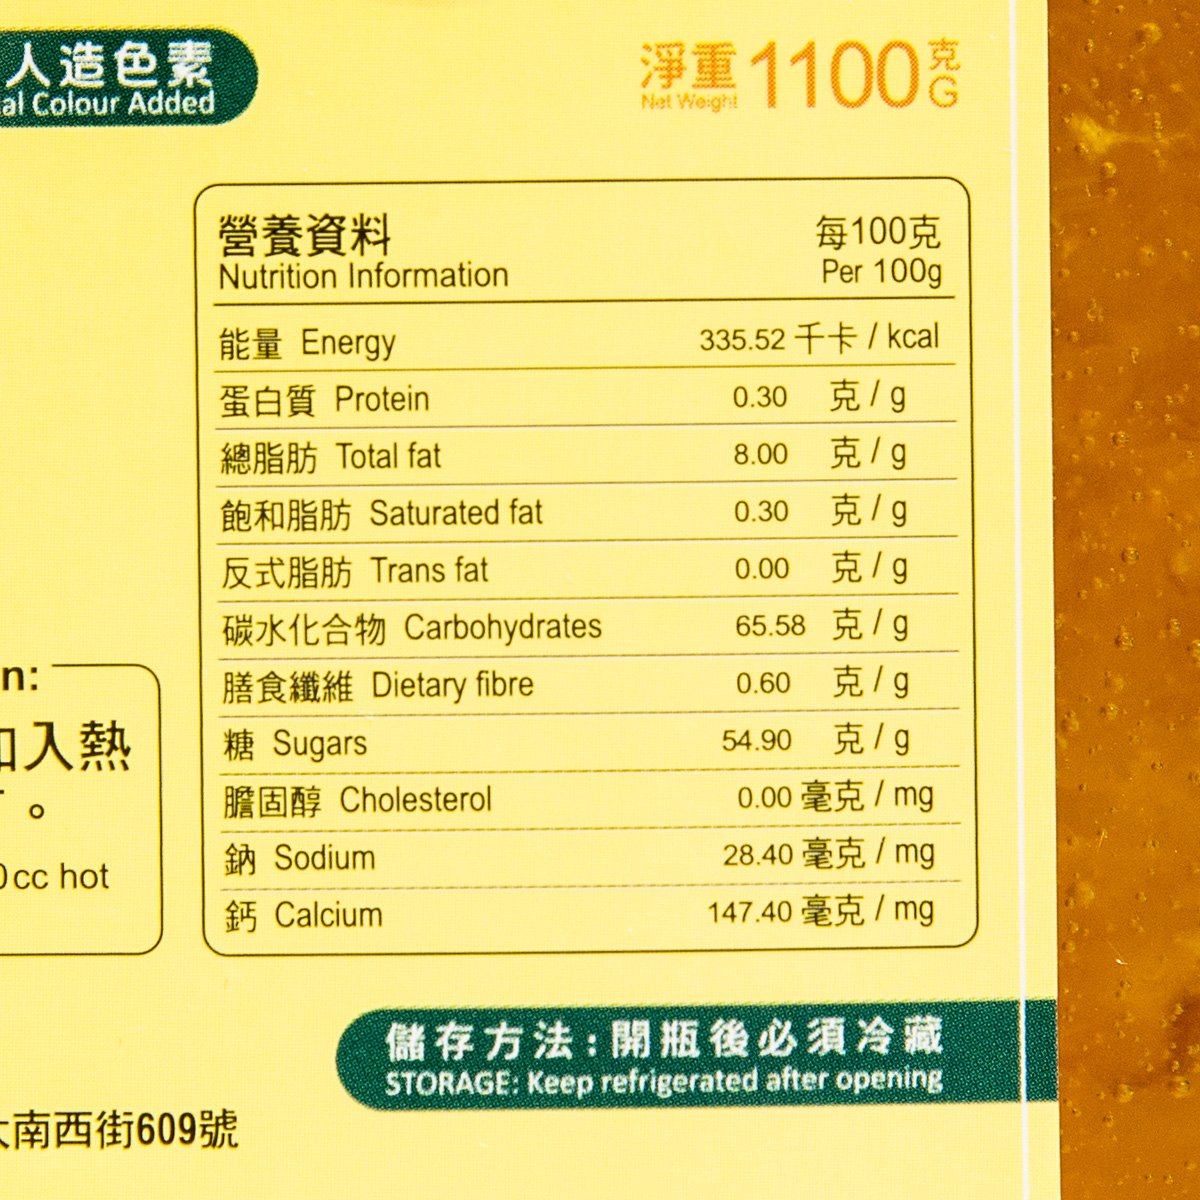 人造色素
al Colour Added
淨重1100克
Net Weight G
營養資料 每100克
Nutrition Information Per 100g
能量 Energy 335.52 千卡 / kcal
蛋白質 Protein 0.30 克 / g
總脂肪 Total fat 8.00 克 / g
飽和脂肪 Saturated fat 0.30 克 / g
反式脂肪 Trans fat 0.00 克 / g
碳水化合物 Carbohydrates 65.58 克 / g
膳食纖維 Dietary fibre 0.60 克 / g
糖 Sugars 54.90 克 / g
膽固醇 Cholesterol 0.00 毫克 / mg
鈉 Sodium 28.40 毫克 / mg
鈣 Calcium 147.40 毫克 / mg
n:
入熱
。
cc hot
儲存方法:開瓶後必須冷藏
STORAGE: Keep refrigerated after opening
南西街609號